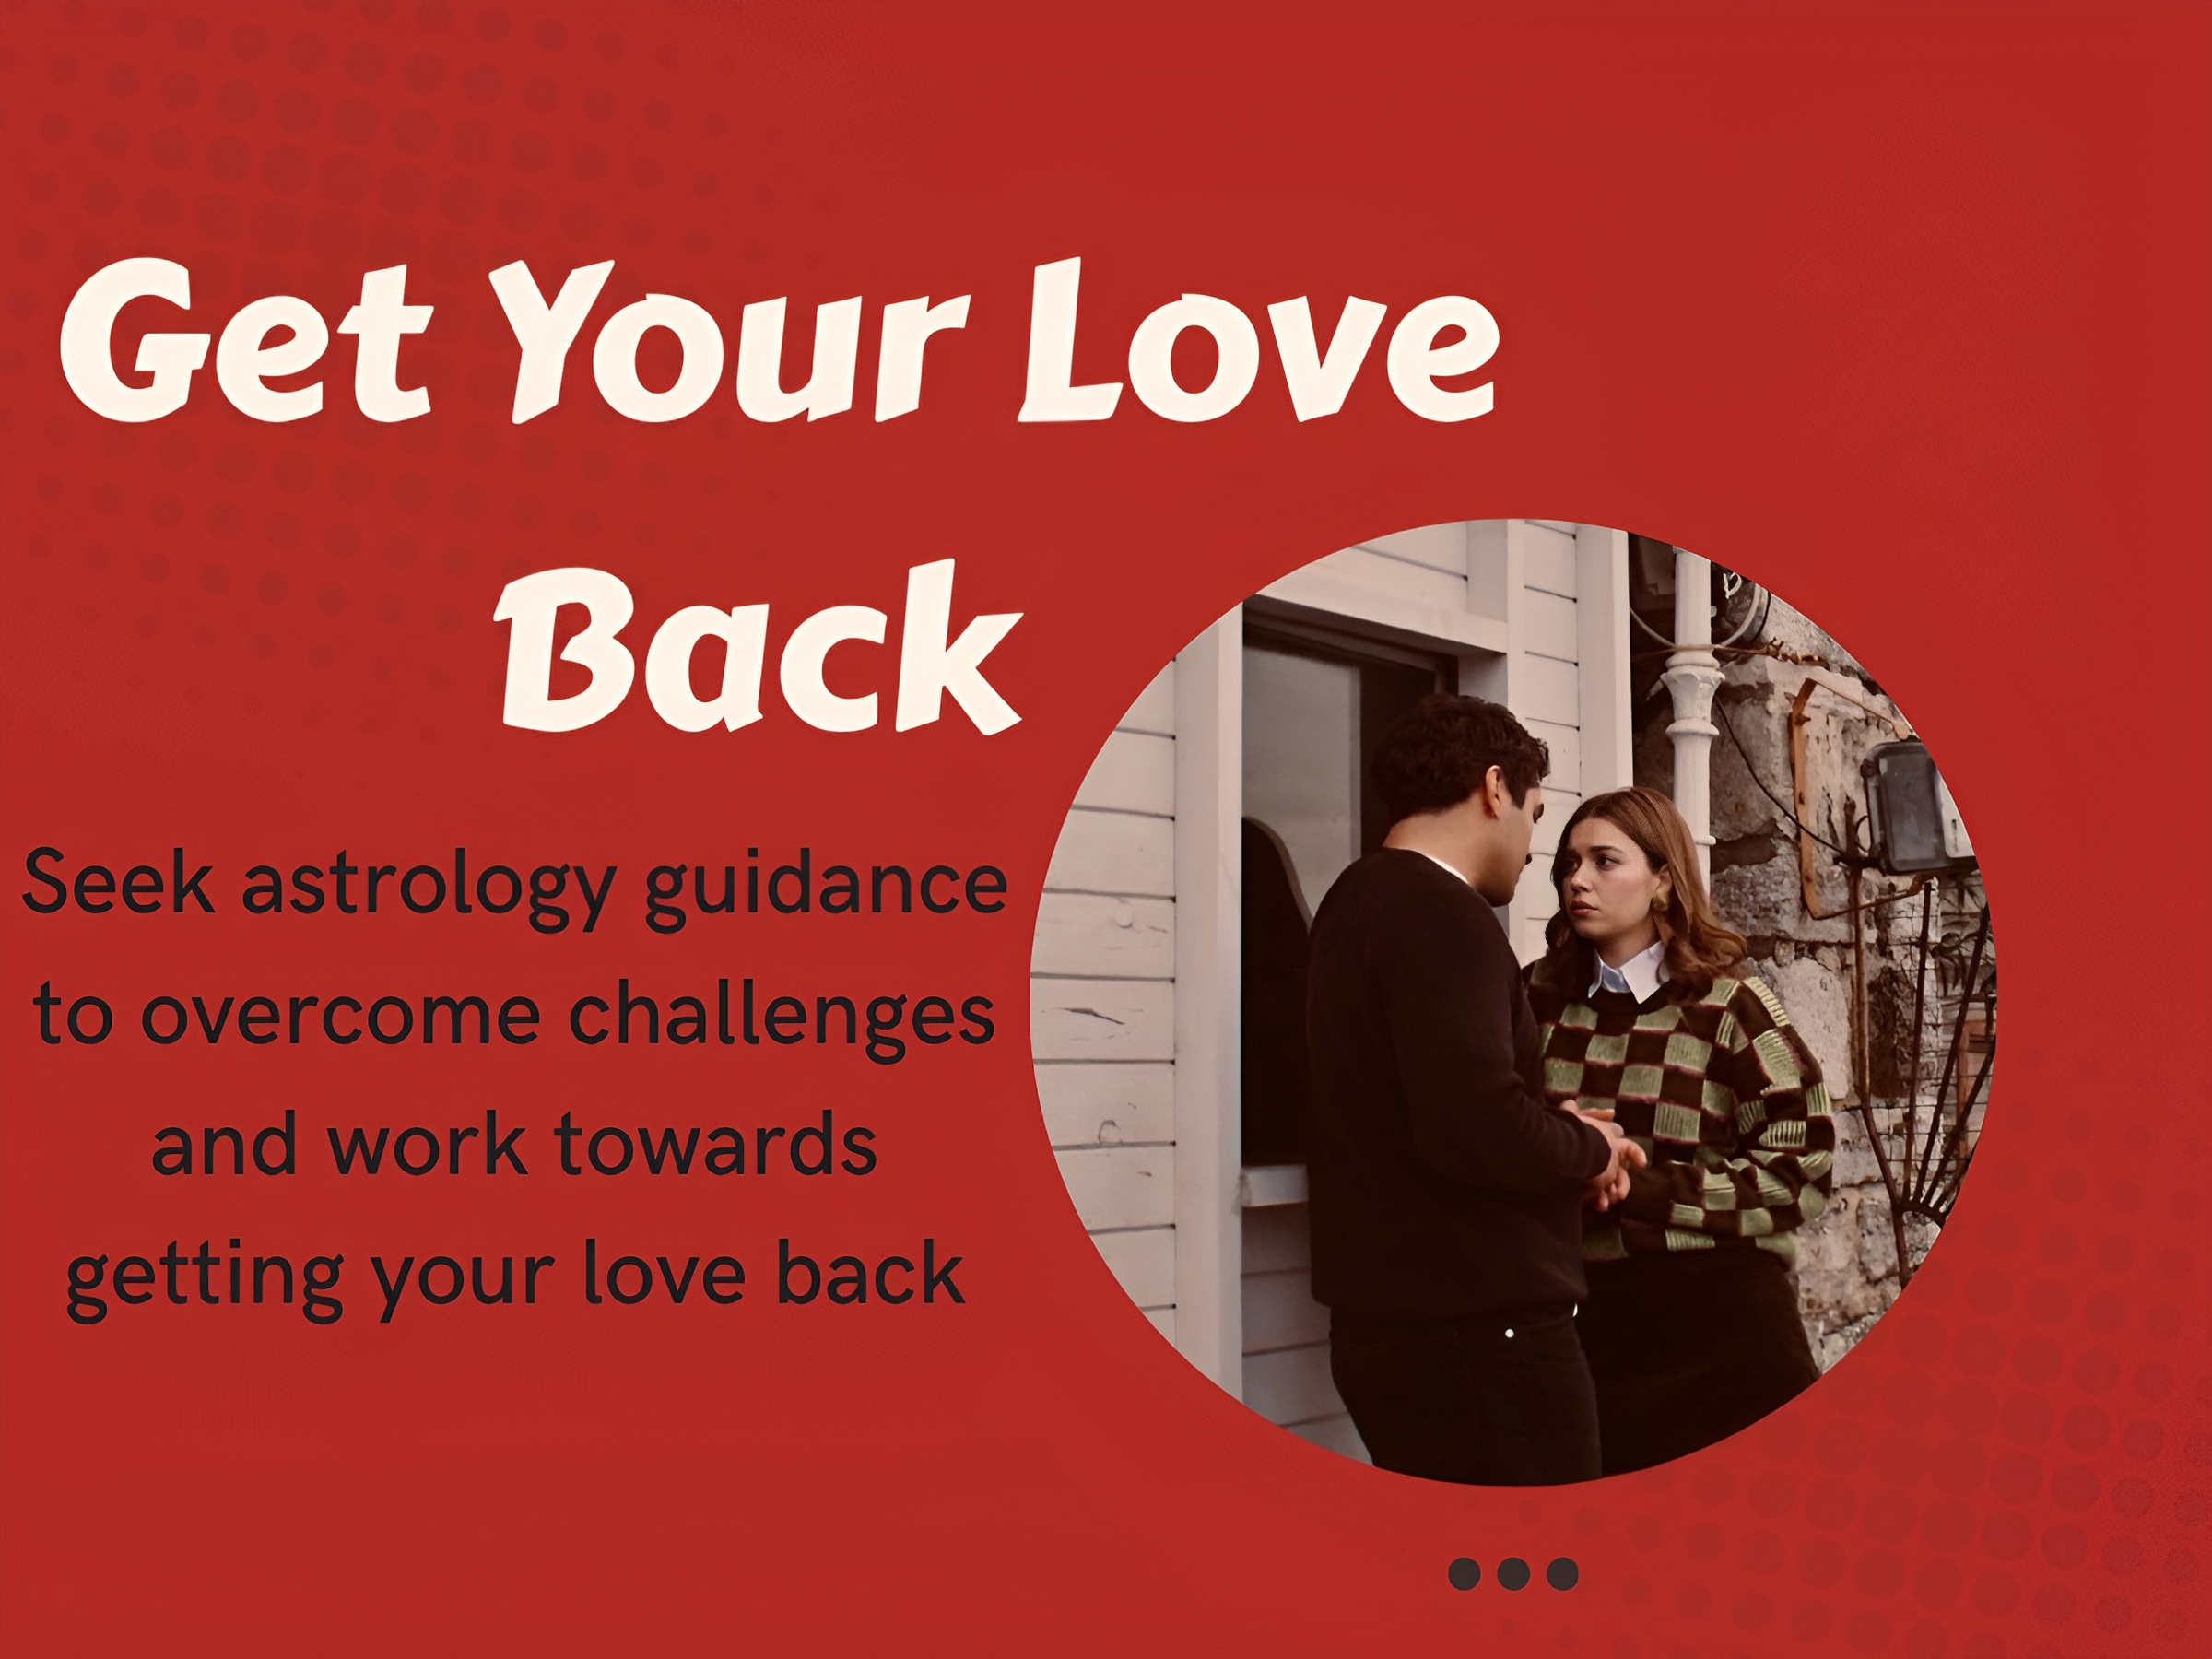 Get Your Love
Back
Seek astrology guidance
to overcome challenges
and work towards
getting your love back